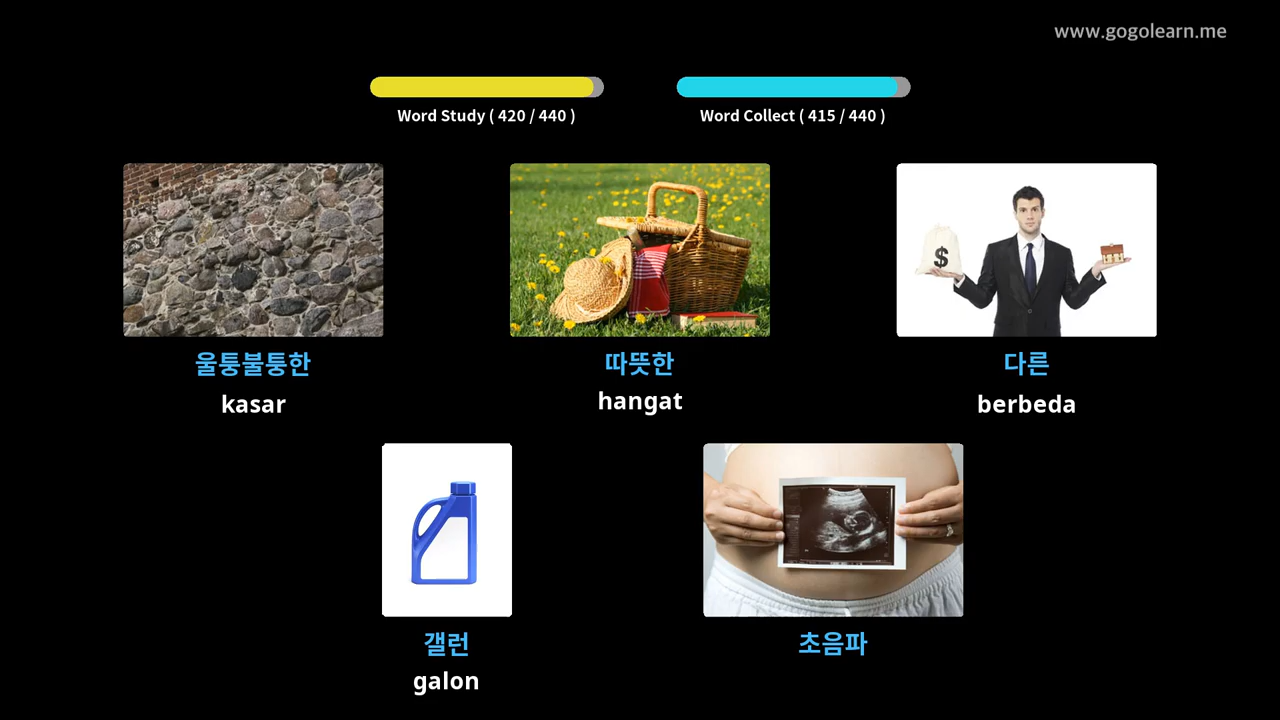 www.gogolearn.me
Word Study ( 420 / 440 )
Word Collect ( 415 / 440 )
$
울퉁불퉁한
kasar
따뜻한
hangat
다른
berbeda
갤런
galon
초음파